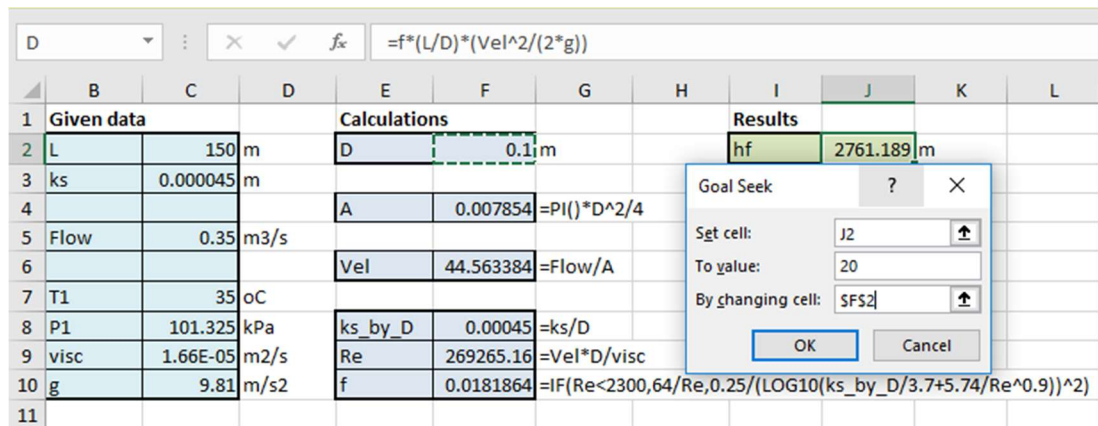 D fx =f*(L/D)*(Vel^2/(2*g))
B C D E F G H I J K L
1 Given data Calculations Results
2 L 150 m D 0.1 m hf 2761.189 m
3 ks 0.000045 m
4 A 0.007854 =PI()*D^2/4
5 Flow 0.35 m3/s
6 Vel 44.563384 =Flow/A
7 T1 35 oC
8 P1 101.325 kPa ks_by_D 0.00045 =ks/D
9 visc 1.66E-05 m2/s Re 269265.16 =Vel*D/visc
10 g 9.81 m/s2 f 0.0181864 =IF(Re<2300,64/Re,0.25/(LOG10(ks_by_D/3.7+5.74/Re^0.9))^2)
11
Goal Seek ? ×
Set cell: J2
To value: 20
By changing cell: $F$2
OK Cancel